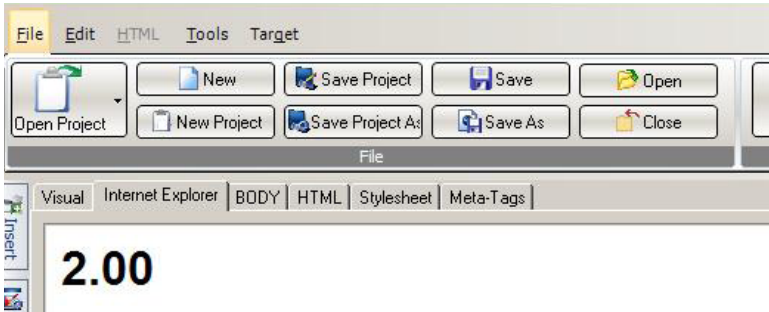 File Edit HTML Tools Target
New Save Project Save Open
Open Project New Project Save Project As Save As Close
File
Visual Internet Explorer BODY HTML Stylesheet Meta-Tags
Insert
2.00